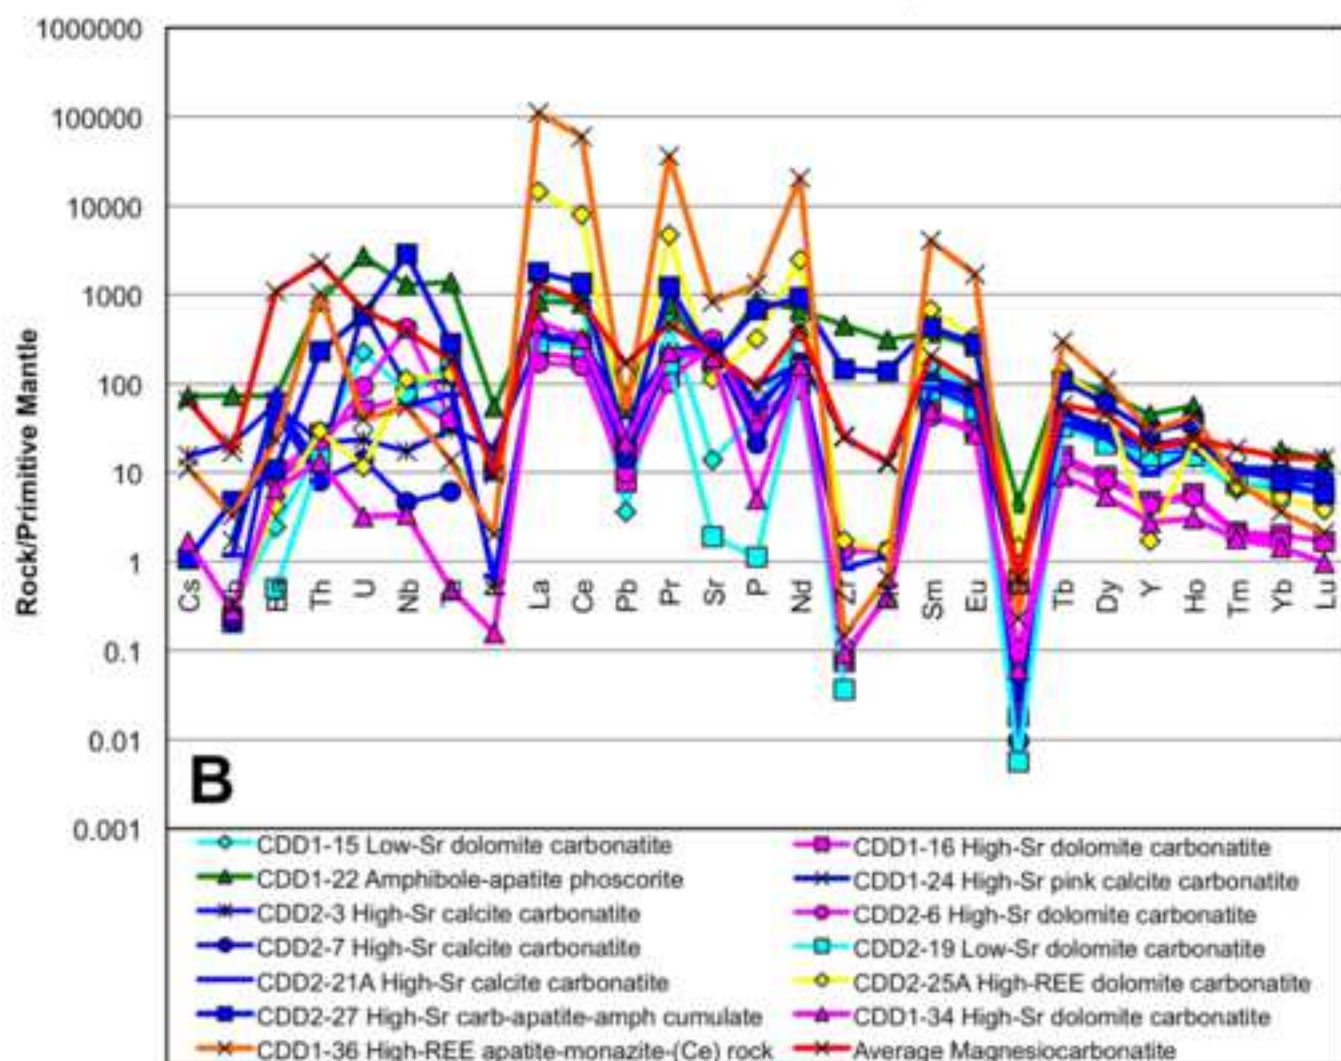 1000000
100000
10000
1000
100
10
1
0.1
0.01
0.001
Rock/Primitive Mantle
Cs Th U Nb La Ce Pb Pr Sr P Nd Zr Sm Eu Tb Dy Y Ho Tm Yb Lu
B
CDD1-15 Low-Sr dolomite carbonatite
CDD1-16 High-Sr dolomite carbonatite
CDD1-22 Amphibole-apatite phoscorite
CDD1-24 High-Sr pink calcite carbonatite
CDD2-3 High-Sr calcite carbonatite
CDD2-6 High-Sr dolomite carbonatite
CDD2-7 High-Sr calcite carbonatite
CDD2-19 Low-Sr dolomite carbonatite
CDD2-21A High-Sr calcite carbonatite
CDD2-25A High-REE dolomite carbonatite
CDD2-27 High-Sr carb-apatite-amph cumulate
CDD1-34 High-Sr dolomite carbonatite
CDD1-36 High-REE apatite-monazite-(Ce) rock
Average Magnesiocarbonatite